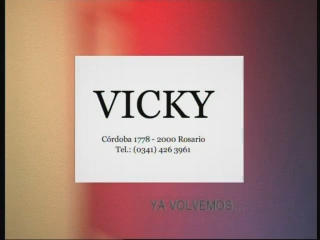 VICKY
Córdoba 1778 - 2000 Rosario
Tel.: (0341) 426 3961
YA VOLVEMOS...